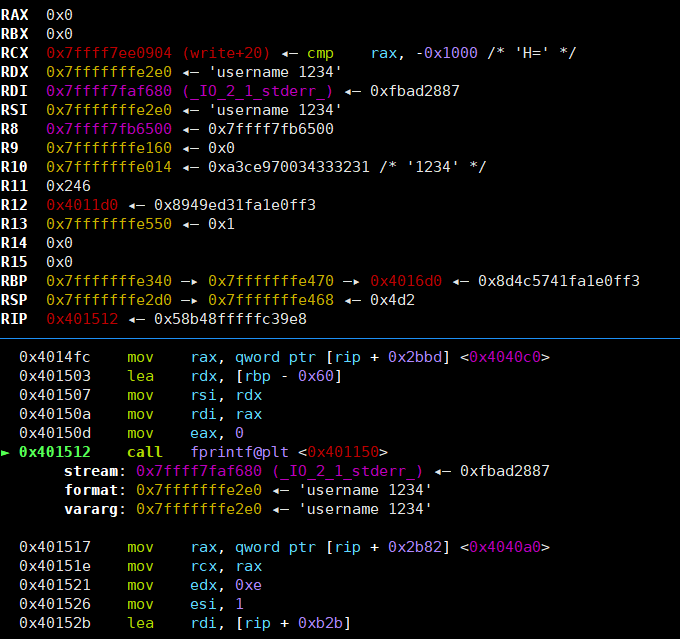 RAX 0x0
RBX 0x0
RCX 0x7ffff7ee0904 (write+20) ◂— cmp rax, -0x1000 /* 'H=' */
RDX 0x7fffffffe2e0 ◂— 'username 1234'
RDI 0x7ffff7faf680 (_IO_2_1_stderr_) ◂— 0xfbad2887
RSI 0x7fffffffe2e0 ◂— 'username 1234'
R8 0x7ffff7fb6500 ◂— 0x7ffff7fb6500
R9 0x7fffffffe160 ◂— 0x0
R10 0x7fffffffe014 ◂— 0xa3ce970034333231 /* '1234' */
R11 0x246
R12 0x4011d0 ◂— 0x8949ed31fa1e0ff3
R13 0x7fffffffe550 ◂— 0x1
R14 0x0
R15 0x0
RBP 0x7fffffffe340 —▸ 0x7fffffffe470 —▸ 0x4016d0 ◂— 0x8d4c5741fa1e0ff3
RSP 0x7fffffffe2d0 —▸ 0x7fffffffe468 ◂— 0x4d2
RIP 0x401512 ◂— 0x58b48fffffc39e8
0x4014fc mov rax, qword ptr [rip + 0x2bbd] <0x4040c0>
0x401503 lea rdx, [rbp - 0x60]
0x401507 mov rsi, rdx
0x40150a mov rdi, rax
0x40150d mov eax, 0
► 0x401512 call fprintf@plt <0x401150>
stream: 0x7ffff7faf680 (_IO_2_1_stderr_) ◂— 0xfbad2887
format: 0x7fffffffe2e0 ◂— 'username 1234'
vararg: 0x7fffffffe2e0 ◂— 'username 1234'
0x401517 mov rax, qword ptr [rip + 0x2b82] <0x4040a0>
0x40151e mov rcx, rax
0x401521 mov edx, 0xe
0x401526 mov esi, 1
0x40152b lea rdi, [rip + 0xb2b]